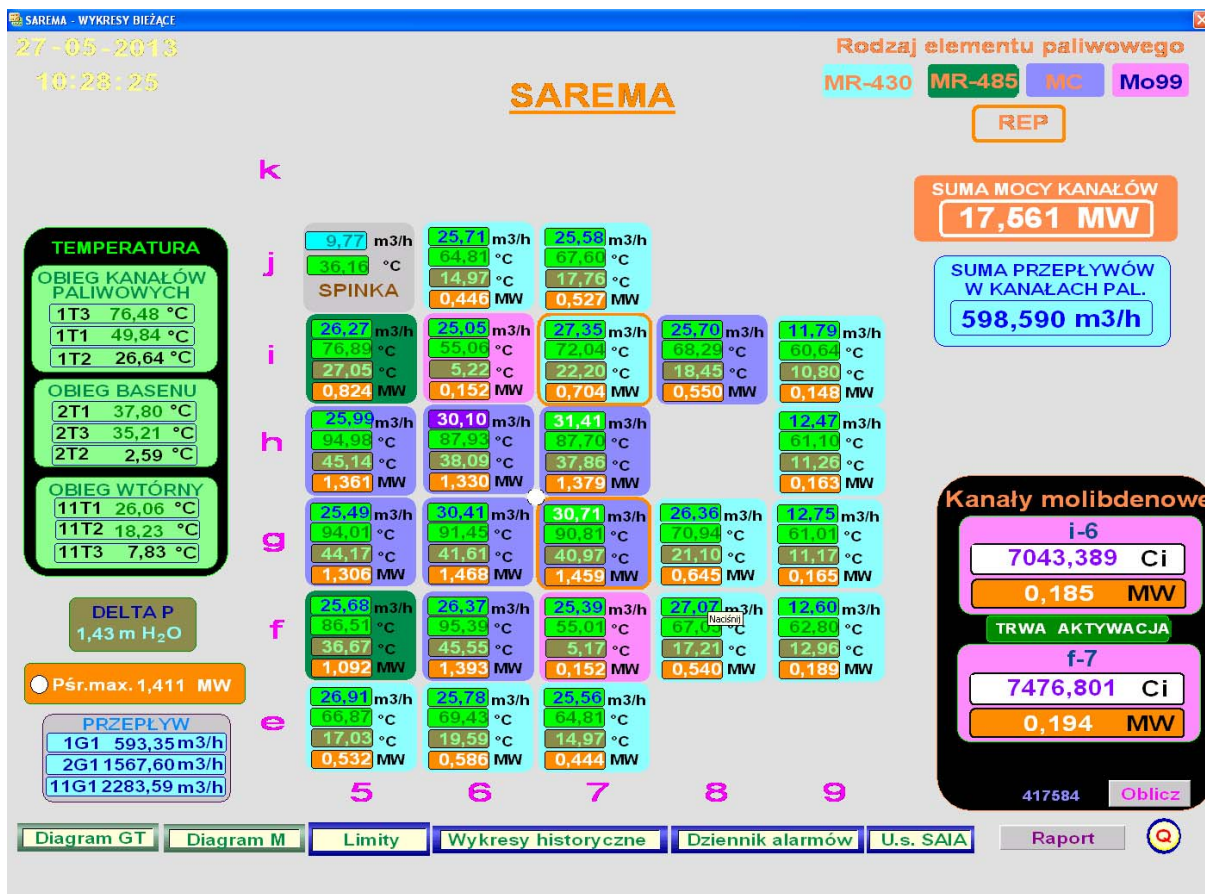 SAREMA - WYKRESY BIEŻĄCE
27-05-2013
10:28:25
SAREMA
Rodzaj elementu paliwowego
MR-430 MR-485 MC Mo99
REP
SUMA MOCY KANAŁÓW
17,561 MW
SUMA PRZEPŁYWÓW
W KANAŁACH PAL.
598,590 m3/h
TEMPERATURA
OBIEG KANAŁÓW
PALIWOWYCH
1T3 76,48 °C
1T1 49,84 °C
1T2 26,64 °C
OBIEG BASENU
2T1 37,80 °C
2T3 35,21 °C
2T2 2,59 °C
OBIEG WTÓRNY
11T1 26,06 °C
11T2 18,23 °C
11T3 7,83 °C
DELTA P
1,43 m H₂O
Pśr.max. 1,411 MW
PRZEPŁYW
1G1 593,35 m3/h
2G1 1567,60 m3/h
11G1 2283,59 m3/h
k
j
9,77 m3/h
36,16 °C
SPINKA
25,71 m3/h
64,81 °C
14,97 °C
0,446 MW
25,58 m3/h
67,60 °C
17,76 °C
0,527 MW
i
26,27 m3/h
76,89 °C
27,05 °C
0,824 MW
25,05 m3/h
55,06 °C
5,22 °C
0,152 MW
27,35 m3/h
72,04 °C
22,20 °C
0,704 MW
25,70 m3/h
68,29 °C
18,45 °C
0,550 MW
11,79 m3/h
60,64 °C
10,80 °C
0,148 MW
h
25,99 m3/h
94,98 °C
45,14 °C
1,361 MW
30,10 m3/h
87,93 °C
38,09 °C
1,330 MW
31,41 m3/h
87,70 °C
37,86 °C
1,379 MW
12,47 m3/h
61,10 °C
11,26 °C
0,163 MW
g
25,49 m3/h
94,01 °C
44,17 °C
1,306 MW
30,41 m3/h
91,45 °C
41,61 °C
1,468 MW
30,71 m3/h
90,81 °C
40,97 °C
1,459 MW
26,36 m3/h
70,94 °C
21,10 °C
0,645 MW
12,75 m3/h
61,01 °C
11,17 °C
0,165 MW
f
25,68 m3/h
86,51 °C
36,67 °C
1,092 MW
26,37 m3/h
95,39 °C
45,55 °C
1,393 MW
25,39 m3/h
55,01 °C
5,17 °C
0,152 MW
27,07 m3/h
Naciśnij
67,05 °C
17,21 °C
0,540 MW
12,60 m3/h
62,80 °C
12,96 °C
0,189 MW
e
26,91 m3/h
66,87 °C
17,03 °C
0,532 MW
25,78 m3/h
69,43 °C
19,59 °C
0,586 MW
25,56 m3/h
64,81 °C
14,97 °C
0,444 MW
5 6 7 8 9
Kanały molibdenowe
i-6
7043,389 Ci
0,185 MW
TRWA AKTYWACJA
f-7
7476,801 Ci
0,194 MW
417584 Oblicz
Diagram GT Diagram M Limity Wykresy historyczne Dziennik alarmów U.s. SAIA Raport Q